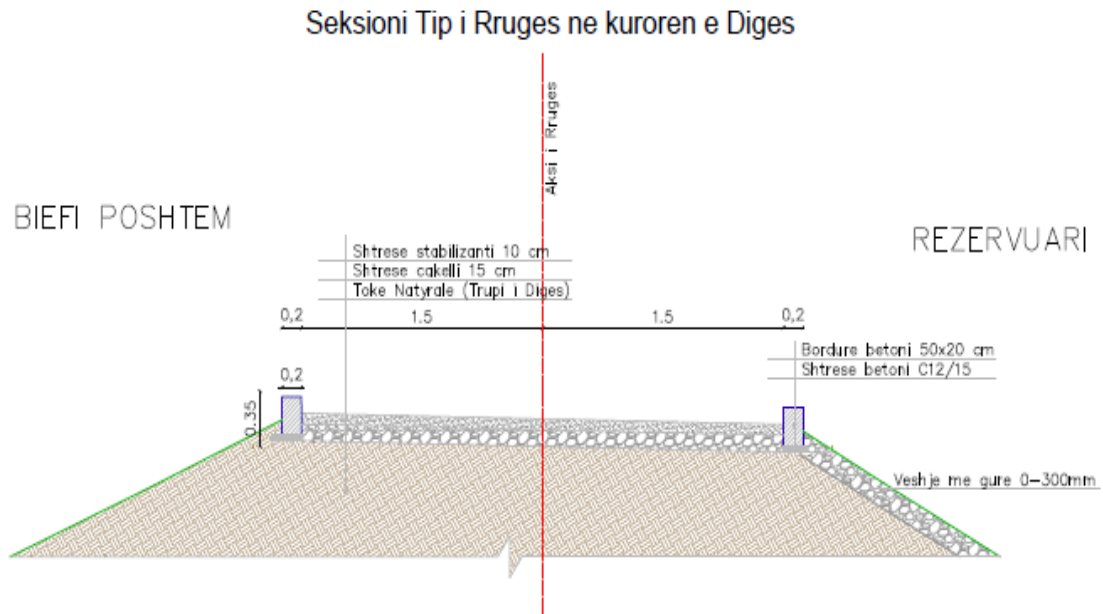 Seksioni Tip i Rruges ne kuroren e Diges
Aksi i Rruges
BIEFI POSHTEM
REZERVUARI
Shtrese stabilizanti 10 cm
Shtrese cakelli 15 cm
Toke Natyrale (Trupi i Diges)
0,2 1.5 1.5 0,2
Bordure betoni 50x20 cm
Shtrese betoni C12/15
0,2
0.35
Veshje me gure 0-300mm